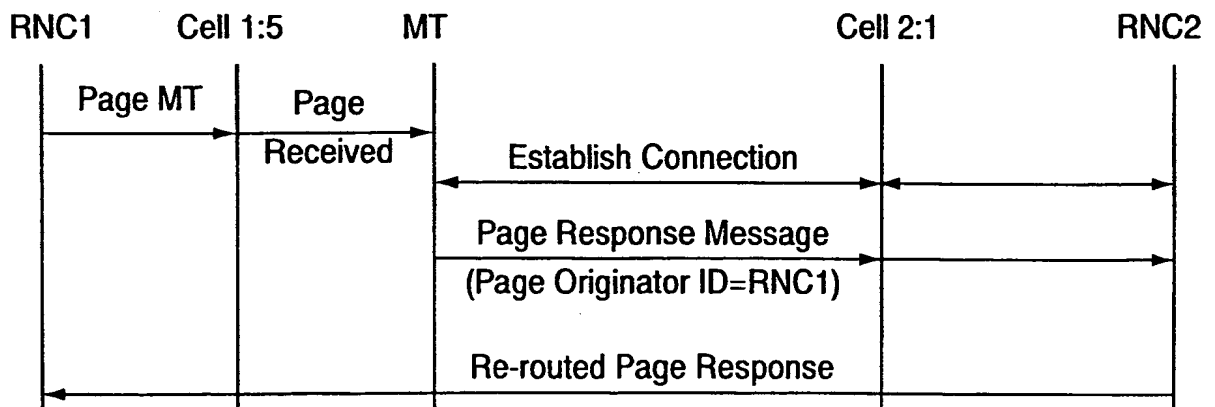 RNC1 Cell 1:5 MT Cell 2:1 RNC2
Page MT
Page
Received
Establish Connection
Page Response Message
(Page Originator ID=RNC1)
Re-routed Page Response